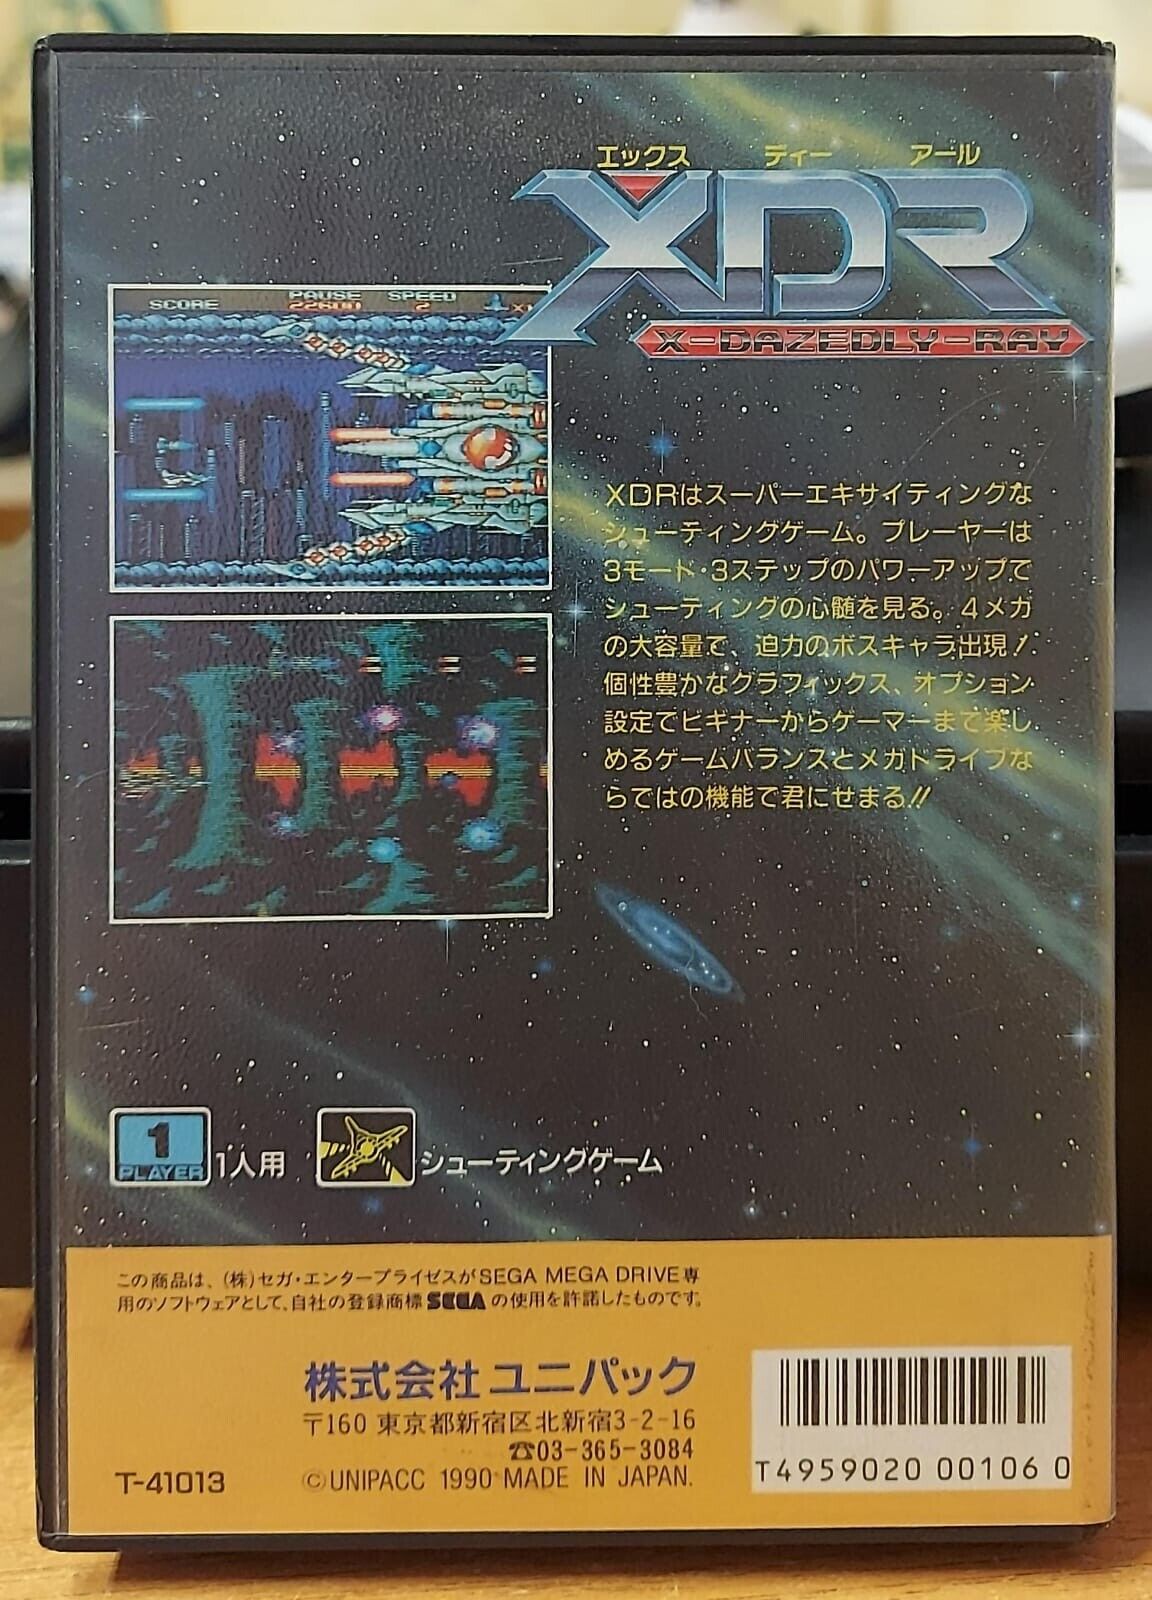 エックス ディー アール
XDR
X-DAZEDLY-RAY
SCORE PAUSE SPEED
2
XDRはスーパーエキサイティングな
シューティングゲーム。プレーヤーは
3モード・3ステップのパワーアップで
シューティングの心髄を見る。4メガ
の大容量で、迫力のボスキャラ出現!
個性豊かなグラフィックス、オプション
設定でビギナーからゲーマーまで楽し
めるゲームバランスとメガドライブな
らではの機能で君にせまる!!
1
PLAYER
1人用
シューティングゲーム
この商品は、(株)セガ・エンタープライゼスがSEGA MEGA DRIVE専
用のソフトウェアとして、自社の登録商標 SEGA の使用を許諾したものです。
株式会社 ユニパック
〒160 東京都新宿区北新宿3-2-16
☎03-365-3084
T-41013
©UNIPACC 1990 MADE IN JAPAN.
T4959020 00106 0